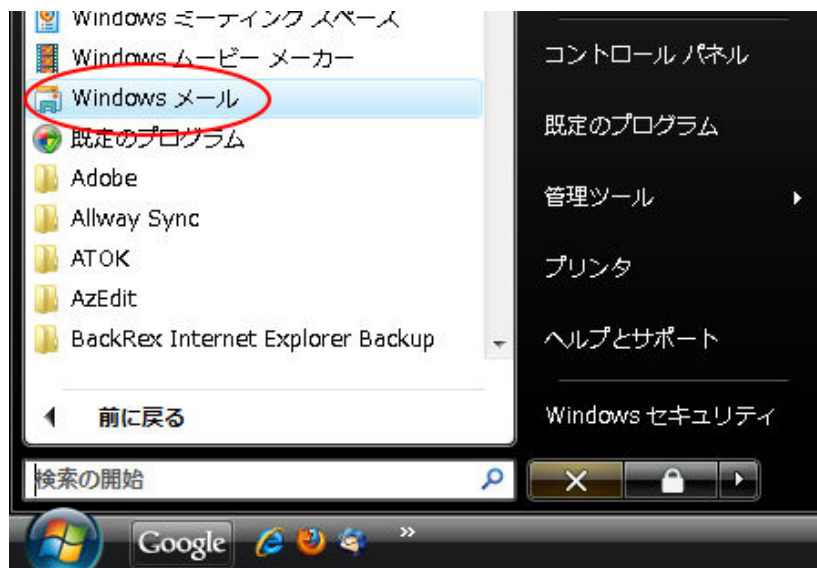 Windows ミーティング スペース
Windows ムービー メーカー
Windows メール
既定のプログラム
Adobe
Allway Sync
ATOK
AzEdit
BackRex Internet Explorer Backup
前に戻る
検索の開始
コントロール パネル
既定のプログラム
管理ツール
プリンタ
ヘルプとサポート
Windows セキュリティ
Google
»